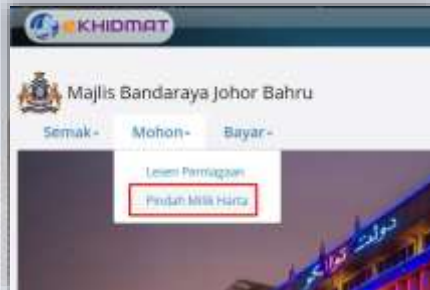 eKHIDMAT
Majlis Bandaraya Johor Bahru
Semak Mohon Bayar
Lesen Perniagaan
Pindah Milik Harta